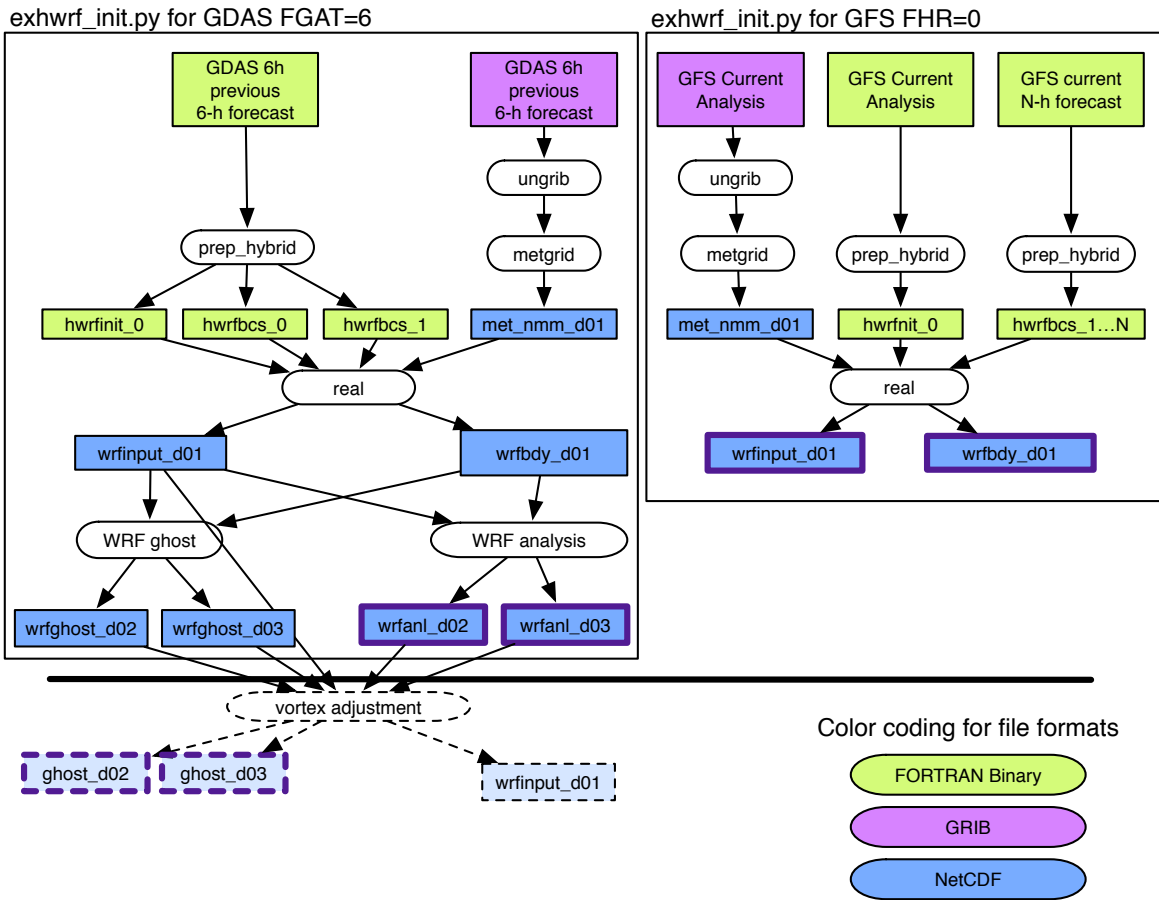 exhwrf_init.py for GDAS FGAT=6
GDAS 6h
previous
6-h forecast
GDAS 6h
previous
6-h forecast
ungrib
prep_hybrid
metgrid
hwrfinit_0
hwrfbcs_0
hwrfbcs_1
met_nmm_d01
real
wrfinput_d01
wrfbdy_d01
WRF ghost
WRF analysis
wrfghost_d02
wrfghost_d03
wrfanl_d02
wrfanl_d03
vortex adjustment
ghost_d02
ghost_d03
wrfinput_d01
exhwrf_init.py for GFS FHR=0
GFS Current
Analysis
GFS Current
Analysis
GFS current
N-h forecast
ungrib
metgrid
prep_hybrid
prep_hybrid
met_nmm_d01
hwrfnit_0
hwrfbcs_1...N
real
wrfinput_d01
wrfbdy_d01
Color coding for file formats
FORTRAN Binary
GRIB
NetCDF